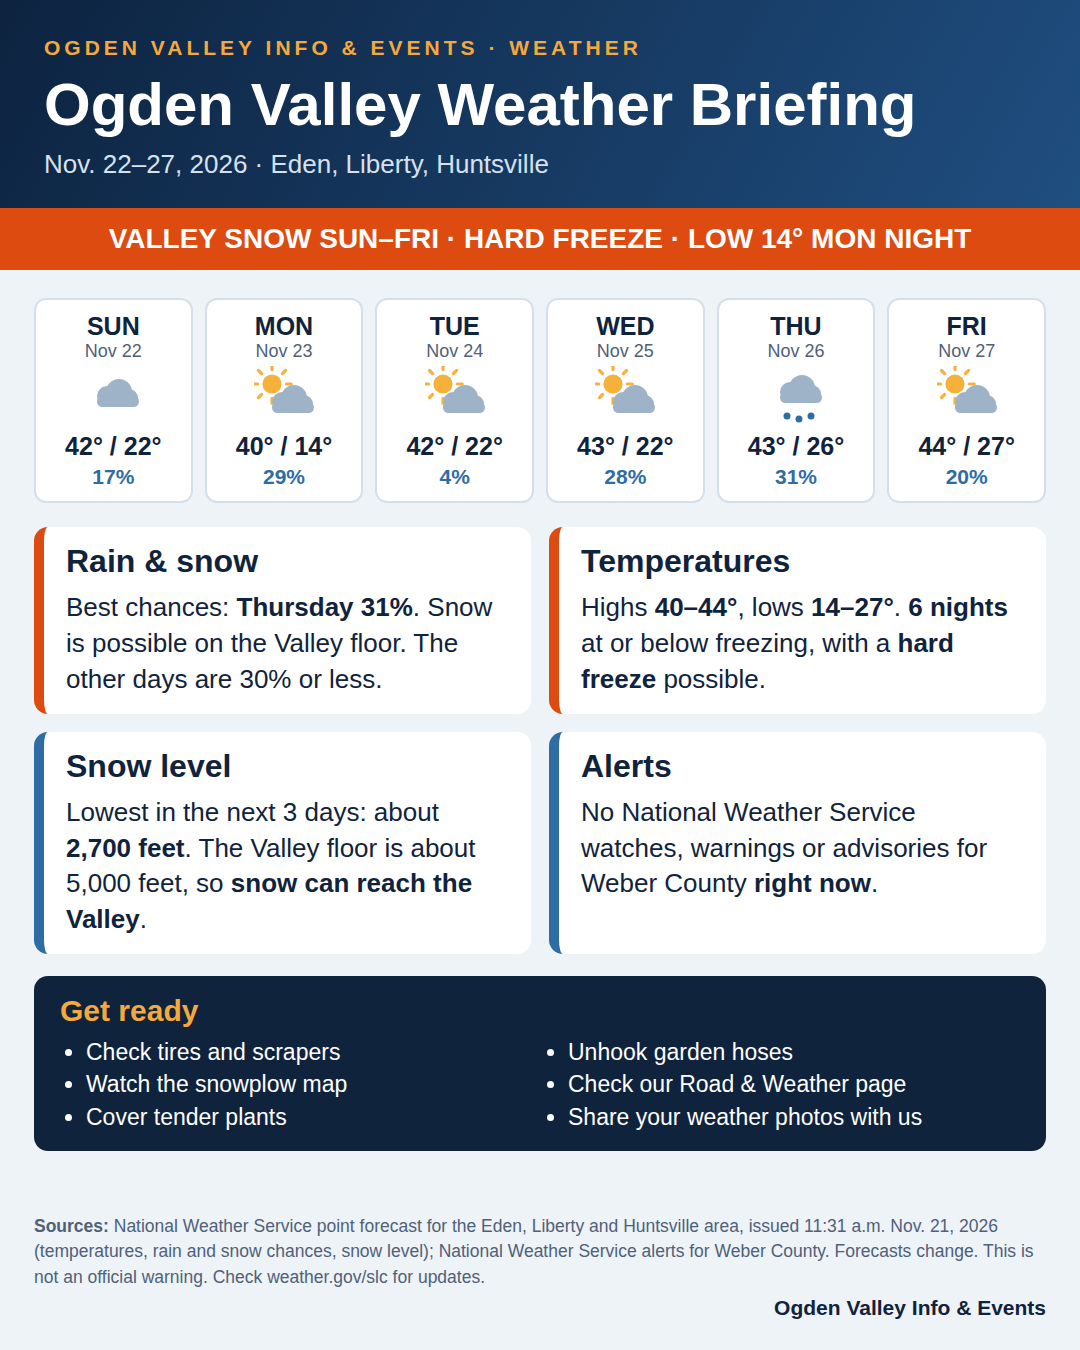 OGDEN VALLEY INFO & EVENTS · WEATHER
Ogden Valley Weather Briefing
Nov. 22–27, 2026 · Eden, Liberty, Huntsville
VALLEY SNOW SUN–FRI · HARD FREEZE · LOW 14° MON NIGHT
SUN
Nov 22
42° / 22°
17%
MON
Nov 23
40° / 14°
29%
TUE
Nov 24
42° / 22°
4%
WED
Nov 25
43° / 22°
28%
THU
Nov 26
43° / 26°
31%
FRI
Nov 27
44° / 27°
20%
Rain & snow
Best chances: Thursday 31%. Snow
is possible on the Valley floor. The
other days are 30% or less.
Temperatures
Highs 40–44°, lows 14–27°. 6 nights
at or below freezing, with a hard
freeze possible.
Snow level
Lowest in the next 3 days: about
2,700 feet. The Valley floor is about
5,000 feet, so snow can reach the
Valley.
Alerts
No National Weather Service
watches, warnings or advisories for
Weber County right now.
Get ready
• Check tires and scrapers
• Watch the snowplow map
• Cover tender plants
• Unhook garden hoses
• Check our Road & Weather page
• Share your weather photos with us
Sources: National Weather Service point forecast for the Eden, Liberty and Huntsville area, issued 11:31 a.m. Nov. 21, 2026
(temperatures, rain and snow chances, snow level); National Weather Service alerts for Weber County. Forecasts change. This is
not an official warning. Check weather.gov/slc for updates.
Ogden Valley Info & Events